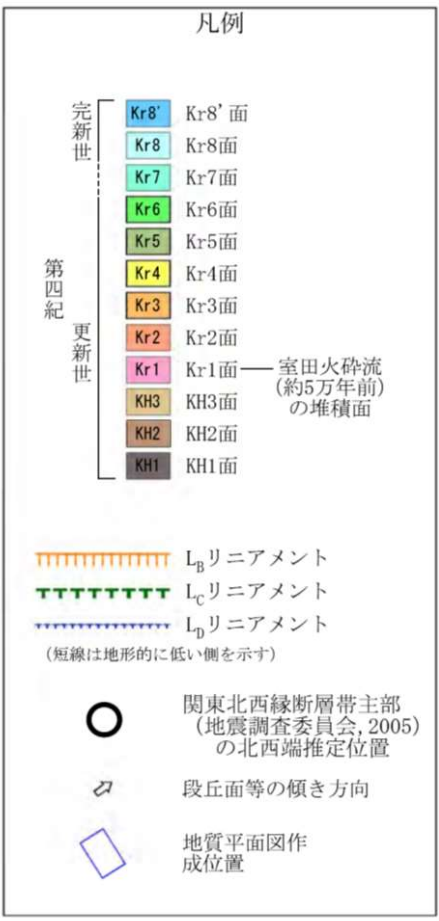 凡例
完新世
第四紀
更新世
Kr8' Kr8'面
Kr8 Kr8面
Kr7 Kr7面
Kr6 Kr6面
Kr5 Kr5面
Kr4 Kr4面
Kr3 Kr3面
Kr2 Kr2面
Kr1 Kr1面
室田火砕流
(約5万年前)
の堆積面
KH3 KH3面
KH2 KH2面
KH1 KH1面
LBリニアメント
LCリニアメント
LDリニアメント
(短線は地形的に低い側を示す)
関東北西縁断層帯主部
(地震調査委員会,2005)
の北西端推定位置
段丘面等の傾き方向
地質平面図作
成位置